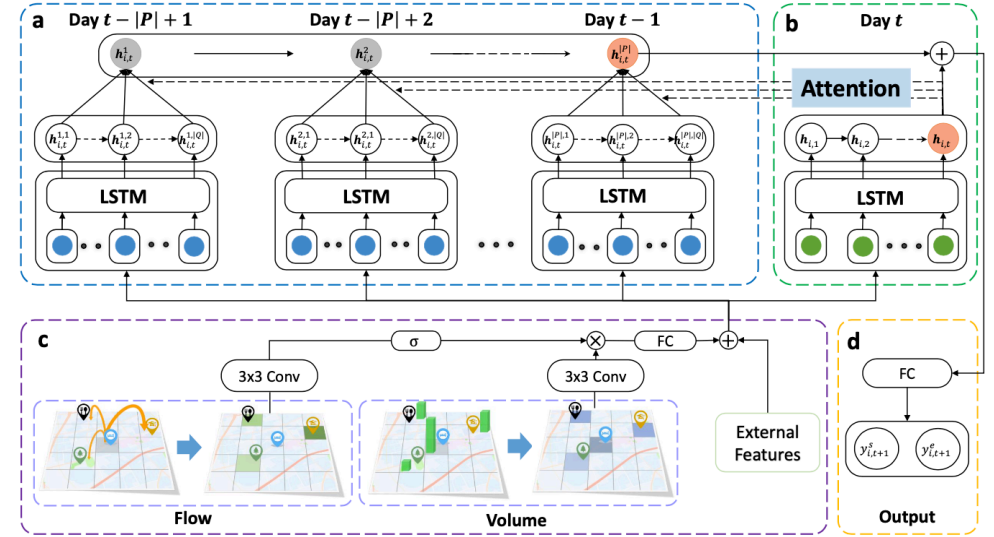 a
Day t − |P| + 1
Day t − |P| + 2
Day t − 1
b
Day t
h_{i,t}^{1}
h_{i,t}^{2}
h_{i,t}^{|P|}
+
Attention
h_{i,t}^{1,1}
h_{i,t}^{1,2}
h_{i,t}^{1,|Q|}
h_{i,t}^{2,1}
h_{i,t}^{2,1}
h_{i,t}^{2,|Q|}
h_{i,t}^{|P|,1}
h_{i,t}^{|P|,2}
h_{i,t}^{|P|,|Q|}
h_{i,1}
h_{i,2}
h_{i,t}
LSTM
LSTM
LSTM
LSTM
c
σ
×
FC
+
3x3 Conv
3x3 Conv
External
Features
Flow
Volume
d
FC
y_{i,t+1}^{s}
y_{i,t+1}^{e}
Output